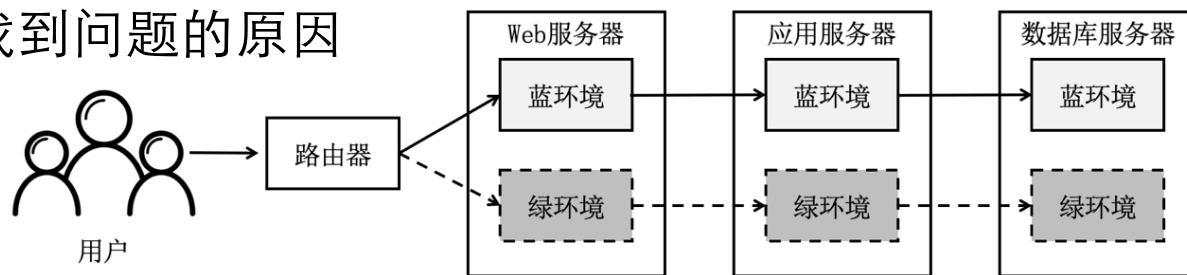 找到问题的原因
Web服务器
应用服务器
数据库服务器
蓝环境
蓝环境
蓝环境
路由器
绿环境
绿环境
绿环境
用户